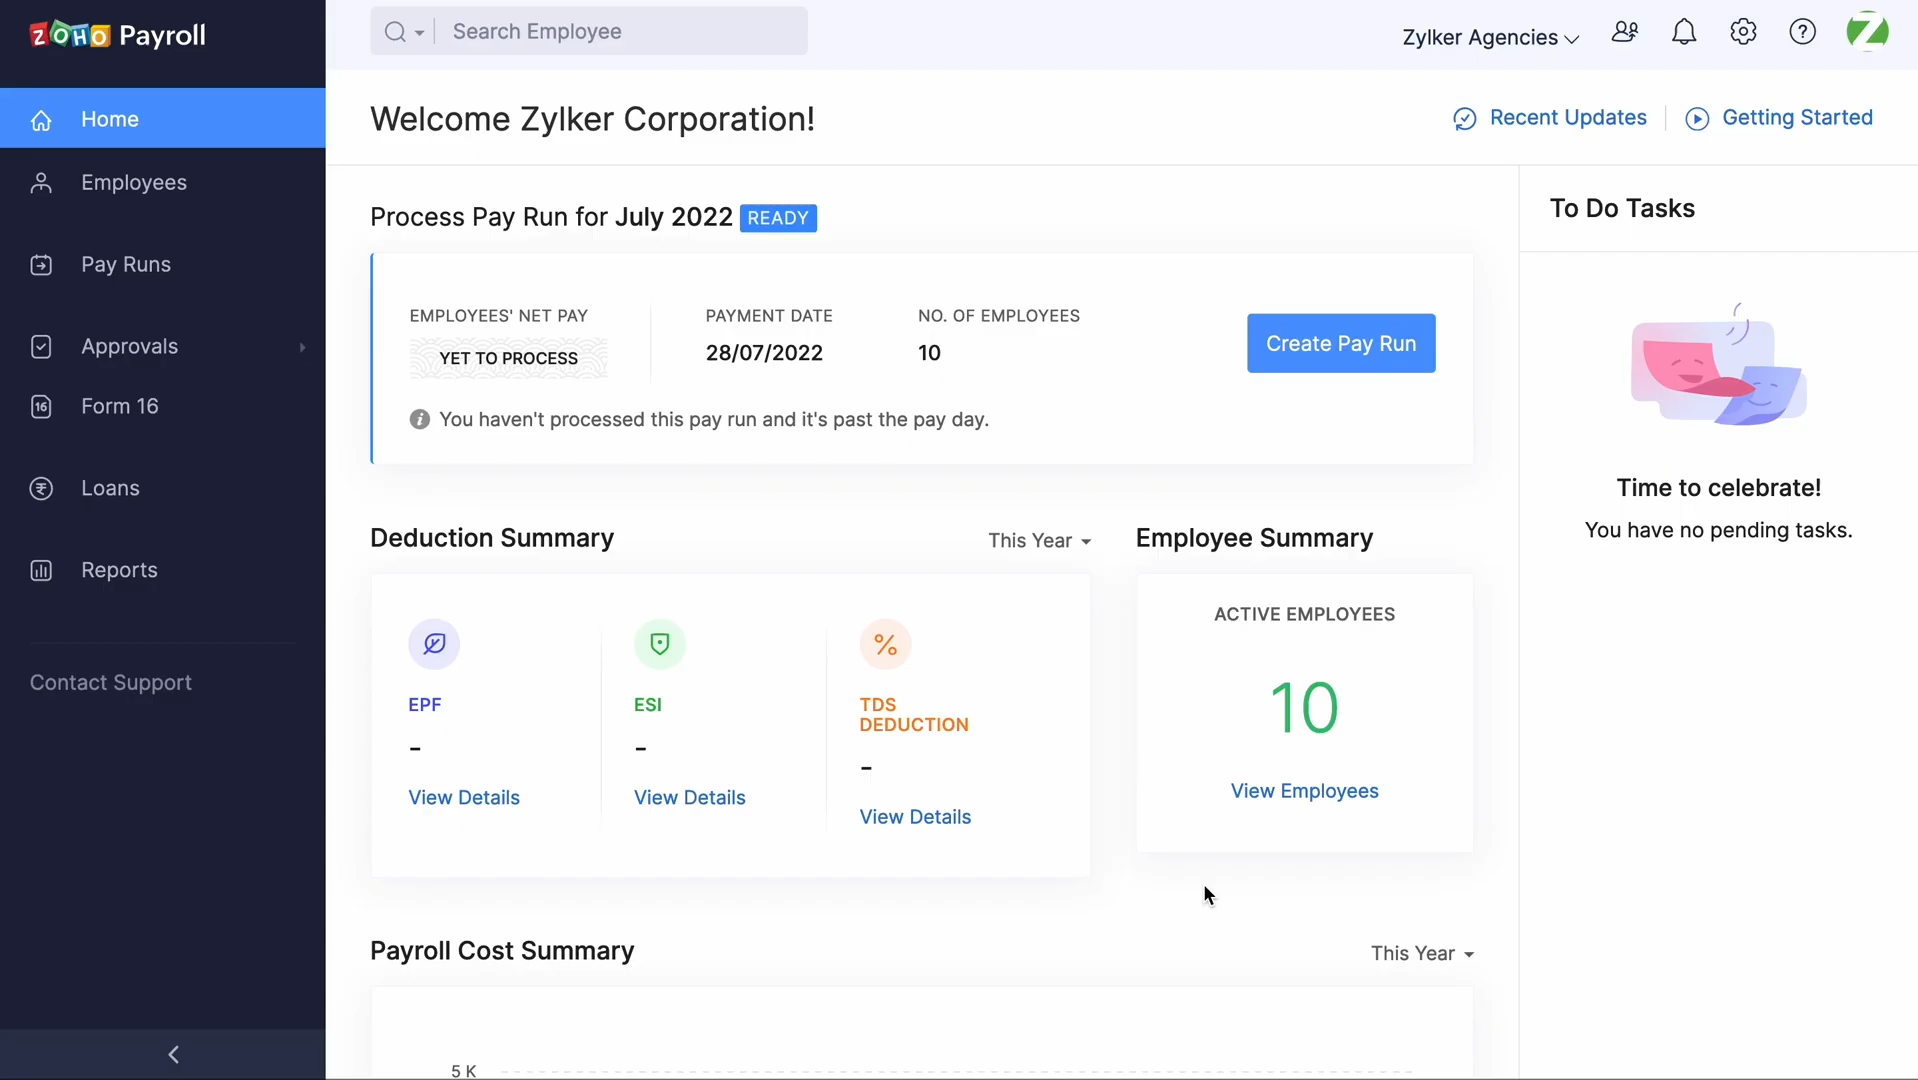 ZOHO Payroll
Search Employee
Zylker Agencies
Home
Welcome Zylker Corporation!
Recent Updates
Getting Started
Employees
Process Pay Run for July 2022 READY
To Do Tasks
Pay Runs
EMPLOYEES' NET PAY
PAYMENT DATE
NO. OF EMPLOYEES
YET TO PROCESS
28/07/2022
10
Create Pay Run
Approvals
16 Form 16
You haven't processed this pay run and it's past the pay day.
Loans
Time to celebrate!
You have no pending tasks.
Deduction Summary
This Year
Employee Summary
Reports
ACTIVE EMPLOYEES
10
View Employees
EPF
-
View Details
ESI
-
View Details
TDS
DEDUCTION
-
View Details
Contact Support
Payroll Cost Summary
This Year
5 K